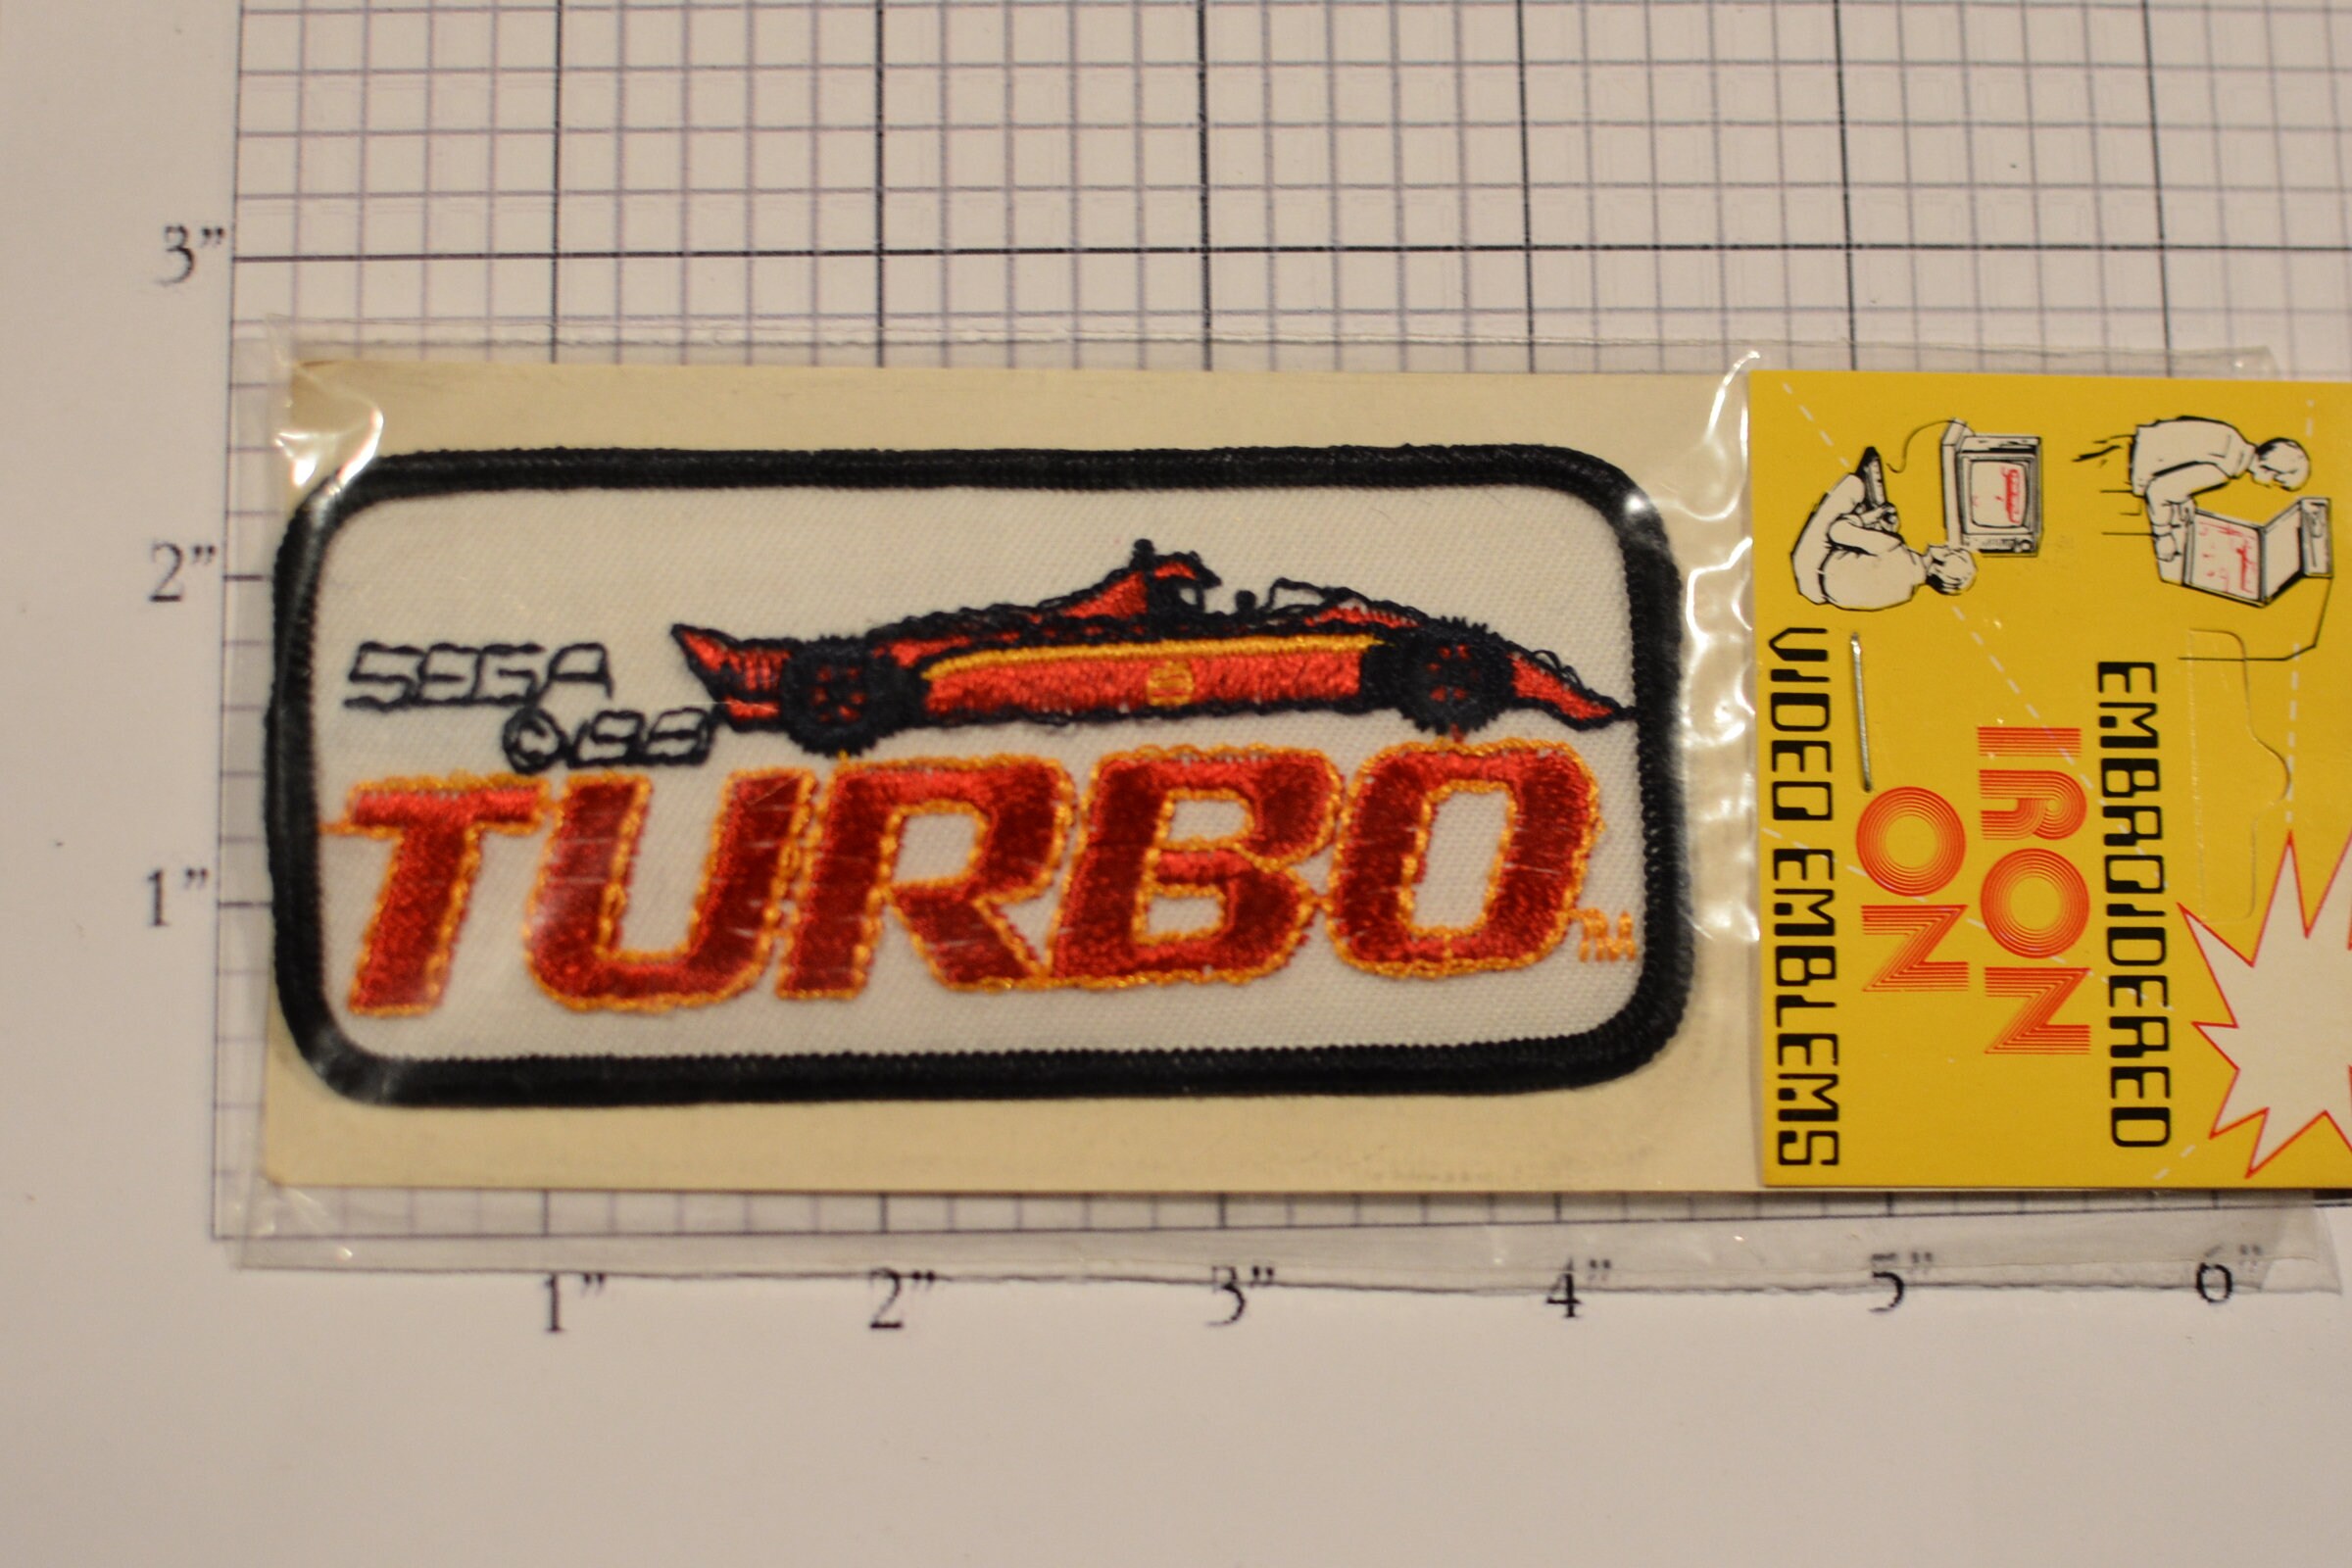 3”
2”
1”
SEGA
TURBO
TM
EMBROIDERED
IRON
ON
VIDEO EMBLEMS
1” 2” 3” 4” 5” 6”